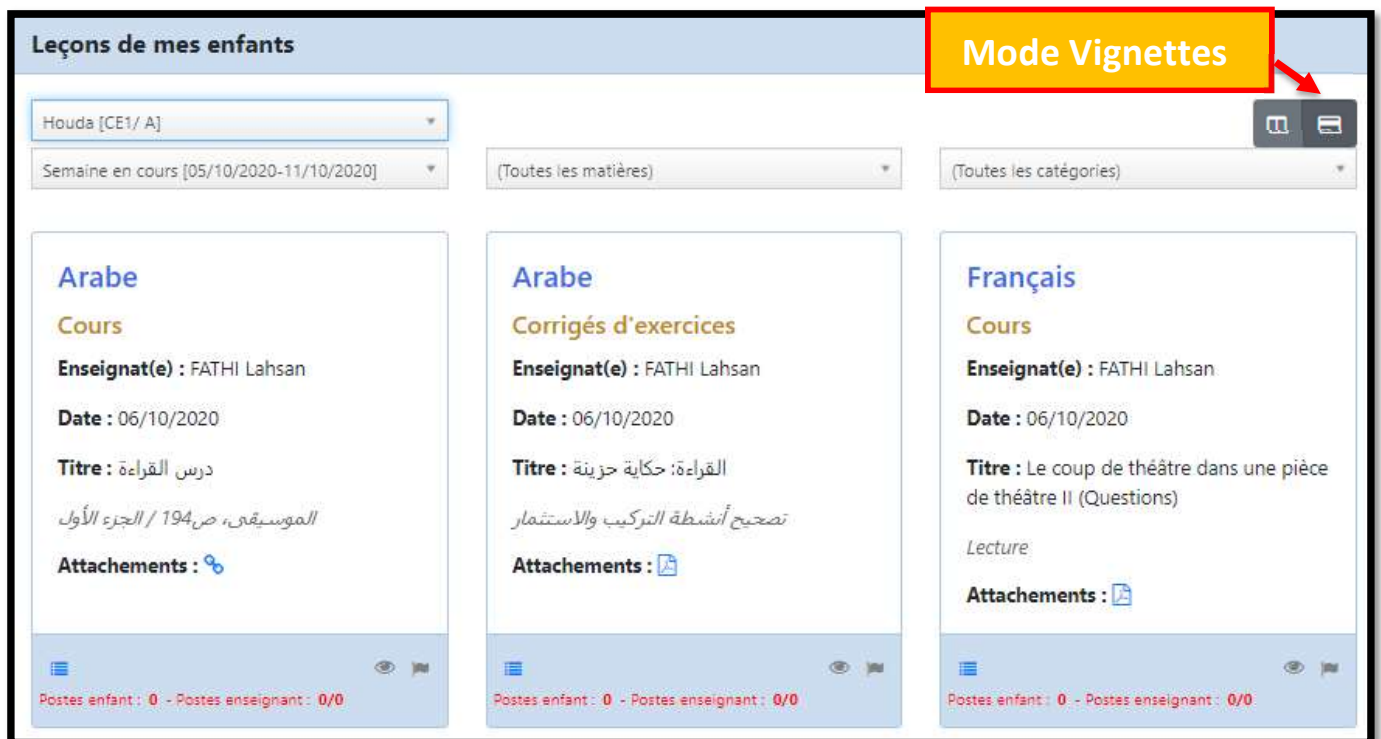 Leçons de mes enfants
Mode Vignettes
Houda [CE1/ A]
Semaine en cours [05/10/2020-11/10/2020]
(Toutes les matières)
(Toutes les catégories)
Arabe
Cours
Enseignat(e) : FATHI Lahsan
Date : 06/10/2020
Titre : درس القراءة
الموسيقى، ص194 / الجزء الأول
Attachements :
Postes enfant : 0 - Postes enseignant : 0/0
Arabe
Corrigés d'exercices
Enseignat(e) : FATHI Lahsan
Date : 06/10/2020
Titre : القراءة: حكاية حزينة
تصحيح أنشطة التركيب والاستثمار
Attachements :
Postes enfant : 0 - Postes enseignant : 0/0
Français
Cours
Enseignat(e) : FATHI Lahsan
Date : 06/10/2020
Titre : Le coup de théâtre dans une pièce
de théâtre II (Questions)
Lecture
Attachements :
Postes enfant : 0 - Postes enseignant : 0/0